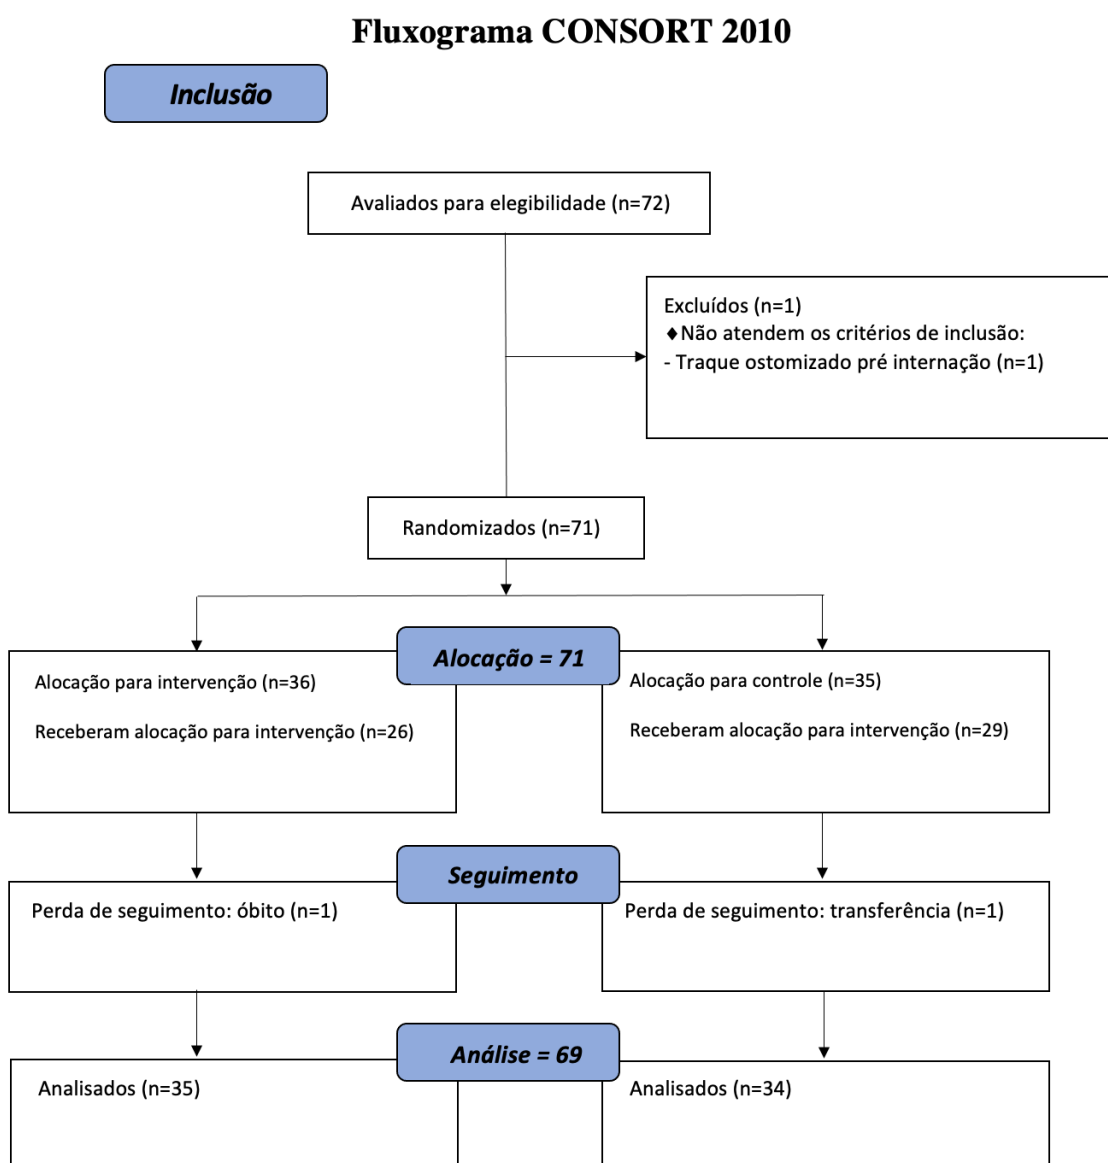 Fluxograma CONSORT 2010
Inclusão
Avaliados para elegibilidade (n=72)
Excluídos (n=1)
♦Não atendem os critérios de inclusão:
- Traque ostomizado pré internação (n=1)
Randomizados (n=71)
Alocação = 71
Alocação para intervenção (n=36)
Receberam alocação para intervenção (n=26)
Alocação para controle (n=35)
Receberam alocação para intervenção (n=29)
Seguimento
Perda de seguimento: óbito (n=1)
Perda de seguimento: transferência (n=1)
Análise = 69
Analisados (n=35)
Analisados (n=34)